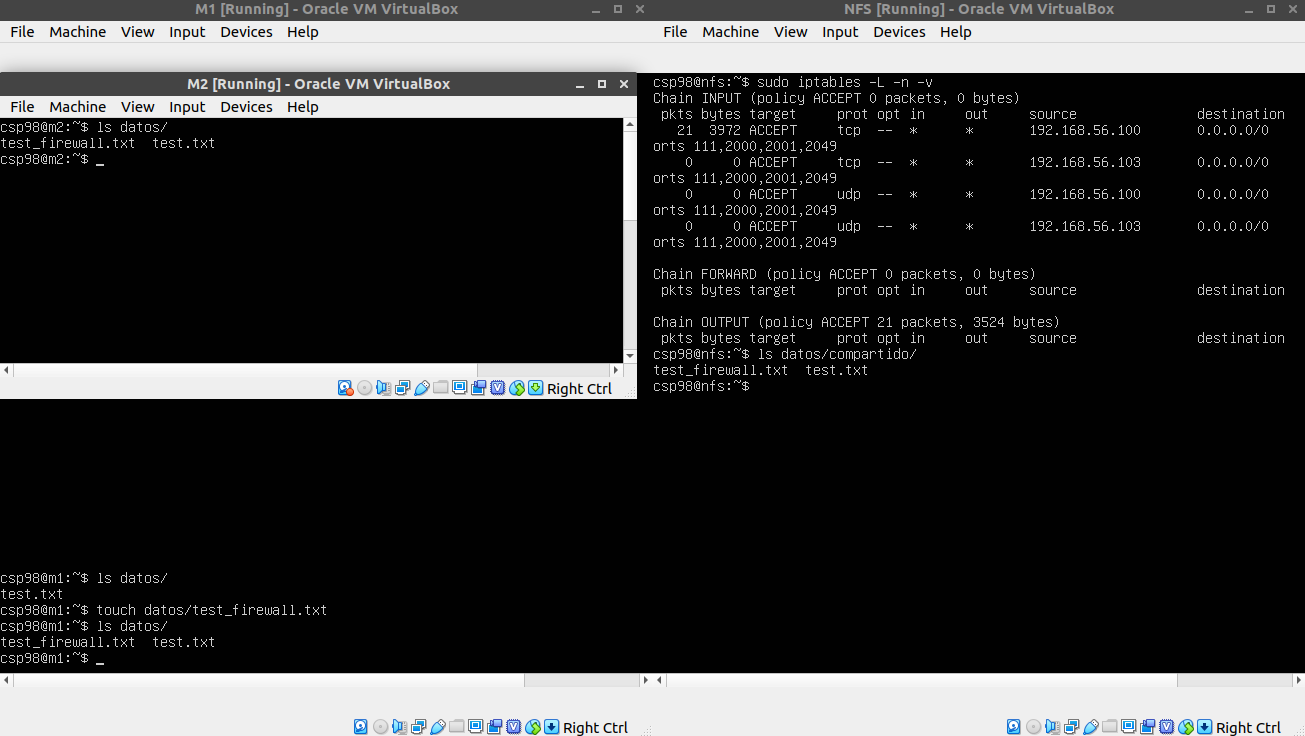 M1 [Running] - Oracle VM VirtualBox
File Machine View Input Devices Help
M2 [Running] - Oracle VM VirtualBox
File Machine View Input Devices Help
csp98@m2:~$ ls datos/
test_firewall.txt  test.txt
csp98@m2:~$ _
Right Ctrl
csp98@m1:~$ ls datos/
test.txt
csp98@m1:~$ touch datos/test_firewall.txt
csp98@m1:~$ ls datos/
test_firewall.txt  test.txt
csp98@m1:~$ _
Right Ctrl
NFS [Running] - Oracle VM VirtualBox
File Machine View Input Devices Help
csp98@nfs:~$ sudo iptables -L -n -v
Chain INPUT (policy ACCEPT 0 packets, 0 bytes)
 pkts bytes target     prot opt in     out     source               destination
   21  3972 ACCEPT     tcp  --  *      *       192.168.56.100       0.0.0.0/0
orts 111,2000,2001,2049
    0     0 ACCEPT     tcp  --  *      *       192.168.56.103       0.0.0.0/0
orts 111,2000,2001,2049
    0     0 ACCEPT     udp  --  *      *       192.168.56.100       0.0.0.0/0
orts 111,2000,2001,2049
    0     0 ACCEPT     udp  --  *      *       192.168.56.103       0.0.0.0/0
orts 111,2000,2001,2049
Chain FORWARD (policy ACCEPT 0 packets, 0 bytes)
 pkts bytes target     prot opt in     out     source               destination
Chain OUTPUT (policy ACCEPT 21 packets, 3524 bytes)
 pkts bytes target     prot opt in     out     source               destination
csp98@nfs:~$ ls datos/compartido/
test_firewall.txt  test.txt
csp98@nfs:~$
Right Ctrl